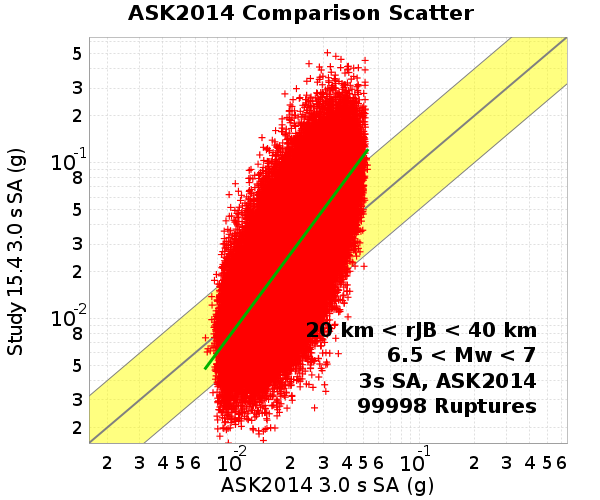 ASK2014 Comparison Scatter
Study 15.4 3.0 s SA (g)
5
3
2
10-1
8
5
3
2
10-2
8
5
3
2
20 km < rJB < 40 km
6.5 < Mw < 7
3s SA, ASK2014
99998 Ruptures
2 3 4 5 6 10-2 2 3 4 5 6 10-1 2 3 4 5 6
ASK2014 3.0 s SA (g)